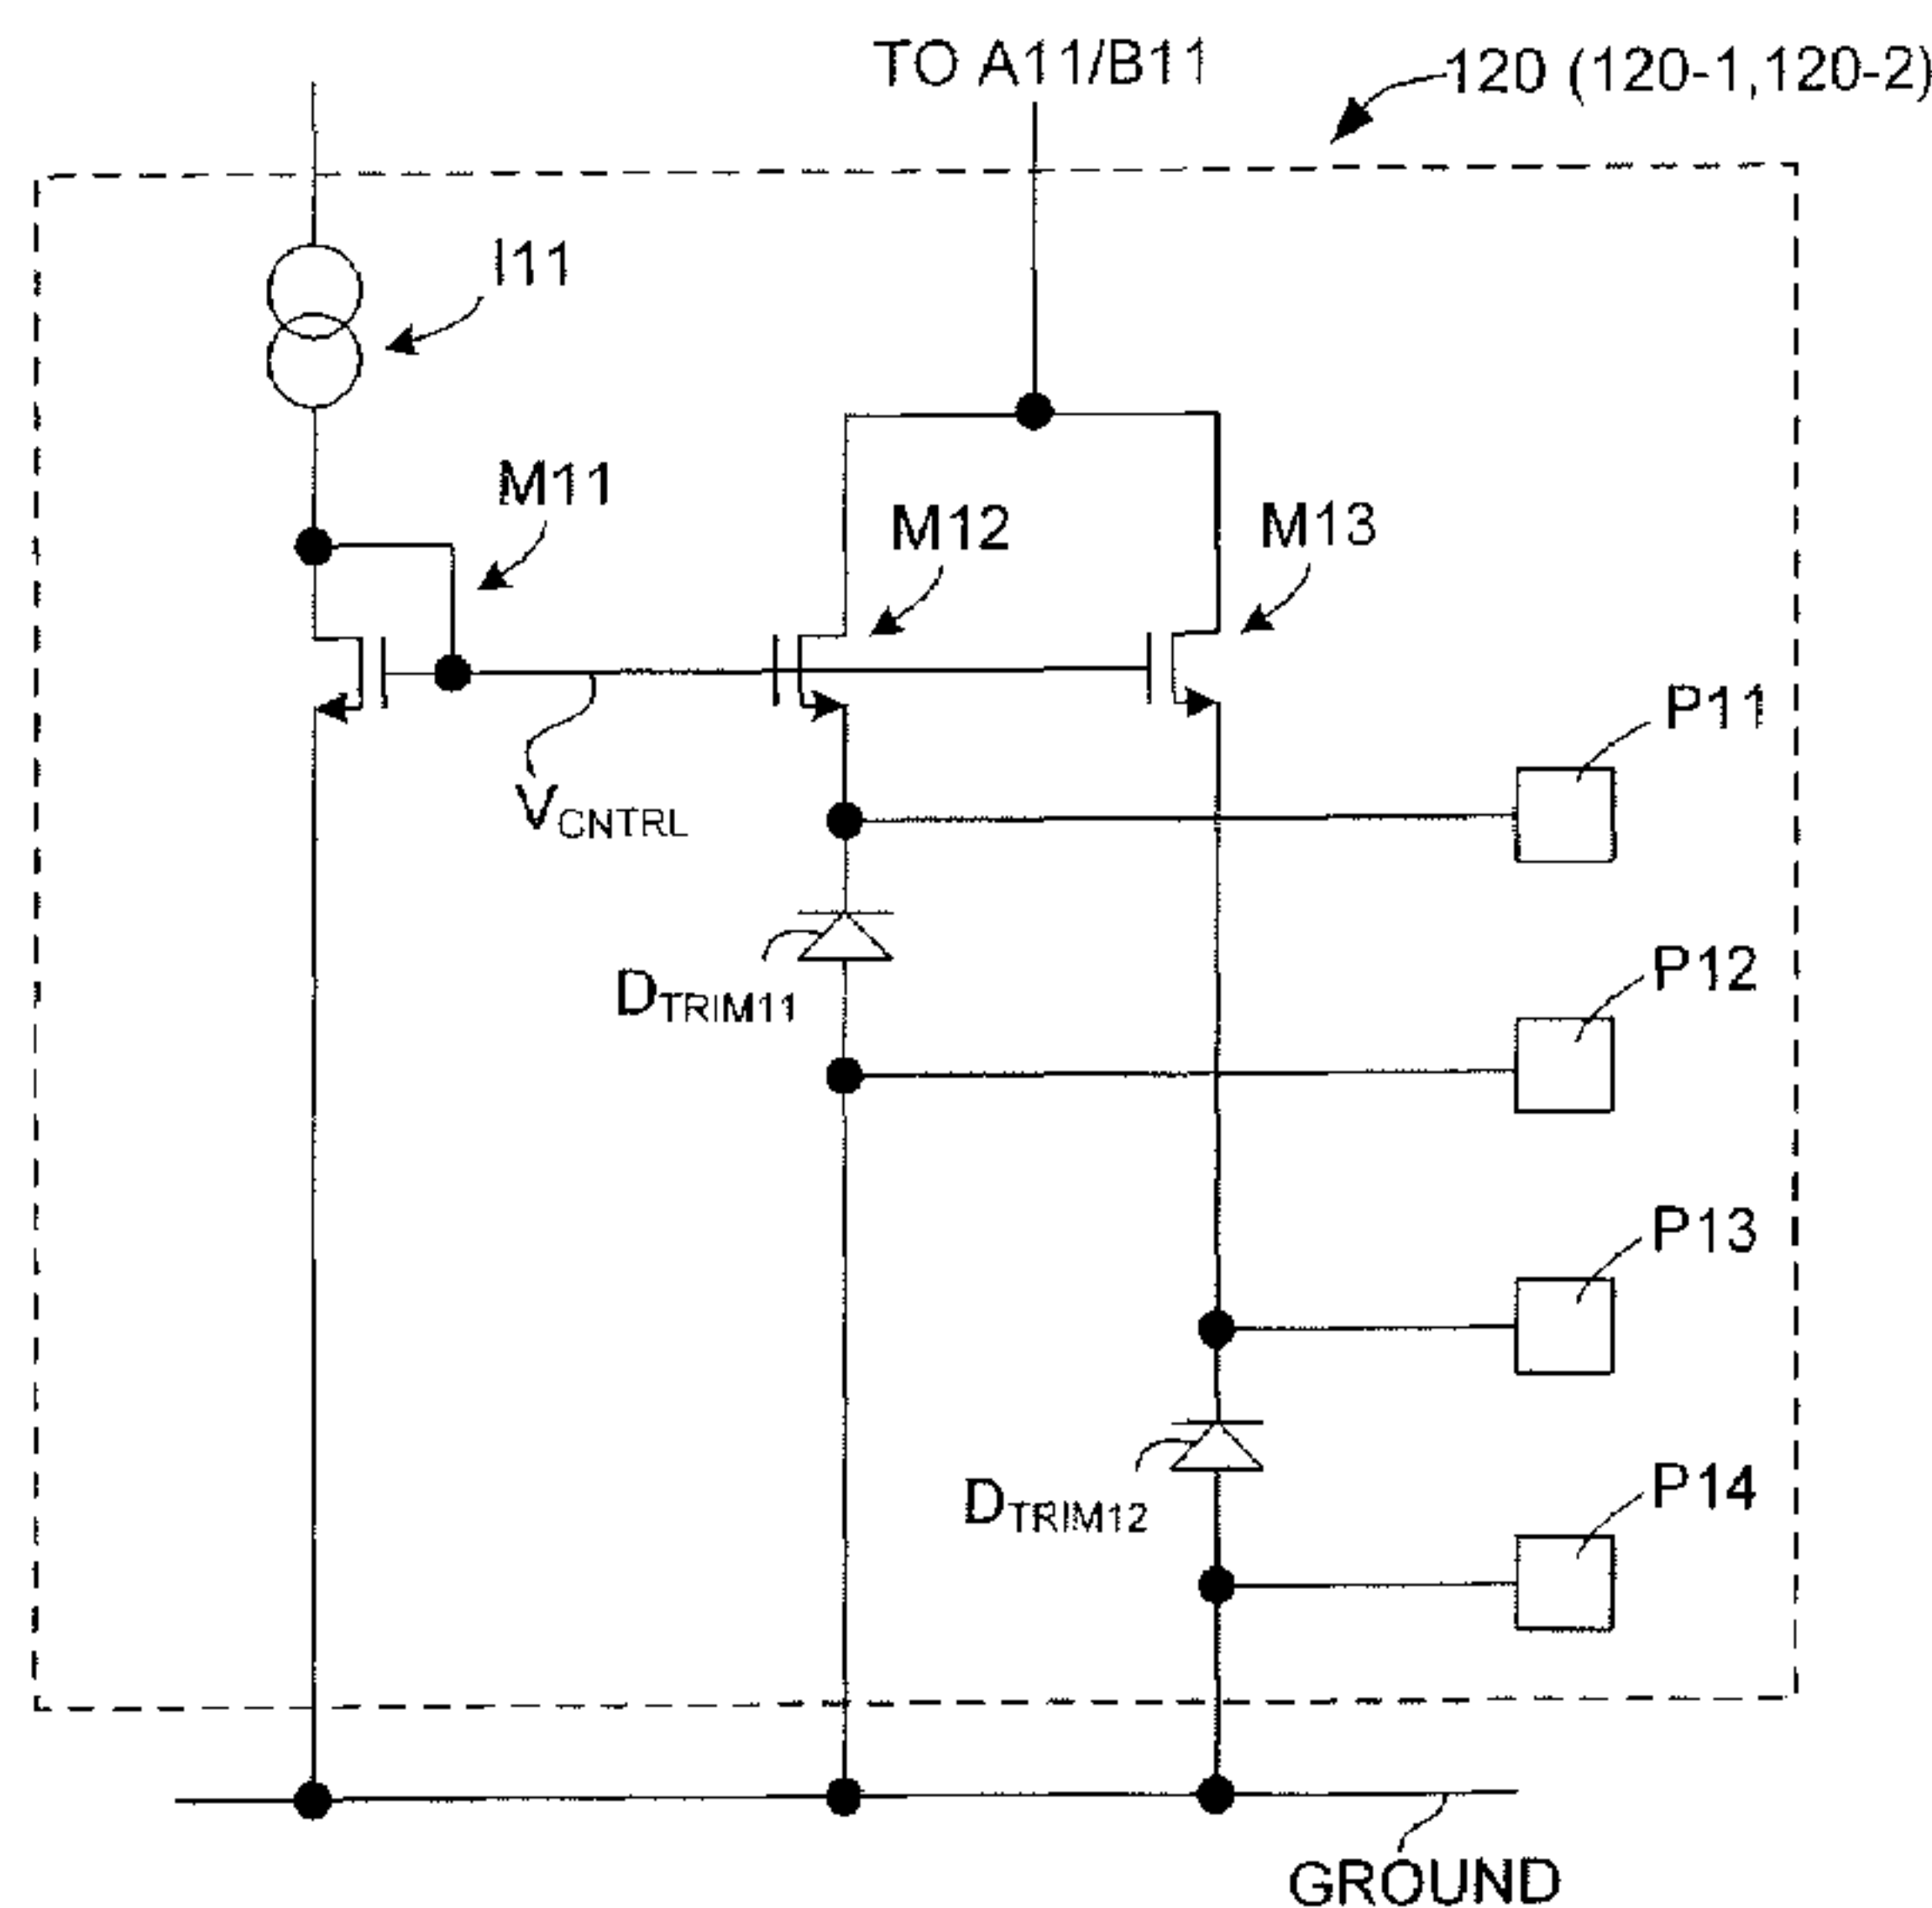 TO A11/B11
120 (120-1,120-2)
I11
M11
M12
M13
P11
VCNTRL
P12
DTRIM11
P13
P14
DTRIM12
GROUND